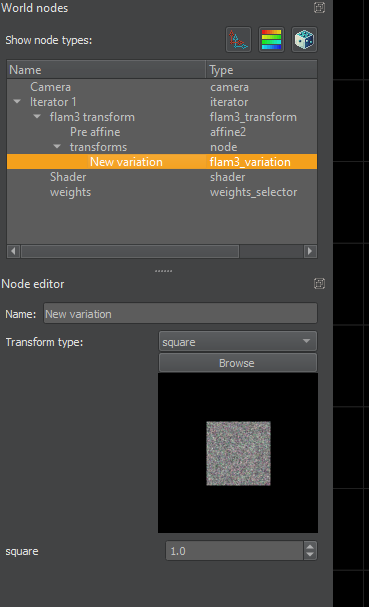 World nodes
Show node types:
Name Type
Camera camera
Iterator 1 iterator
flam3 transform flam3_transform
Pre affine affine2
transforms node
New variation flam3_variation
Shader shader
weights weights_selector
Node editor
Name: New variation
Transform type: square
Browse
square 1.0